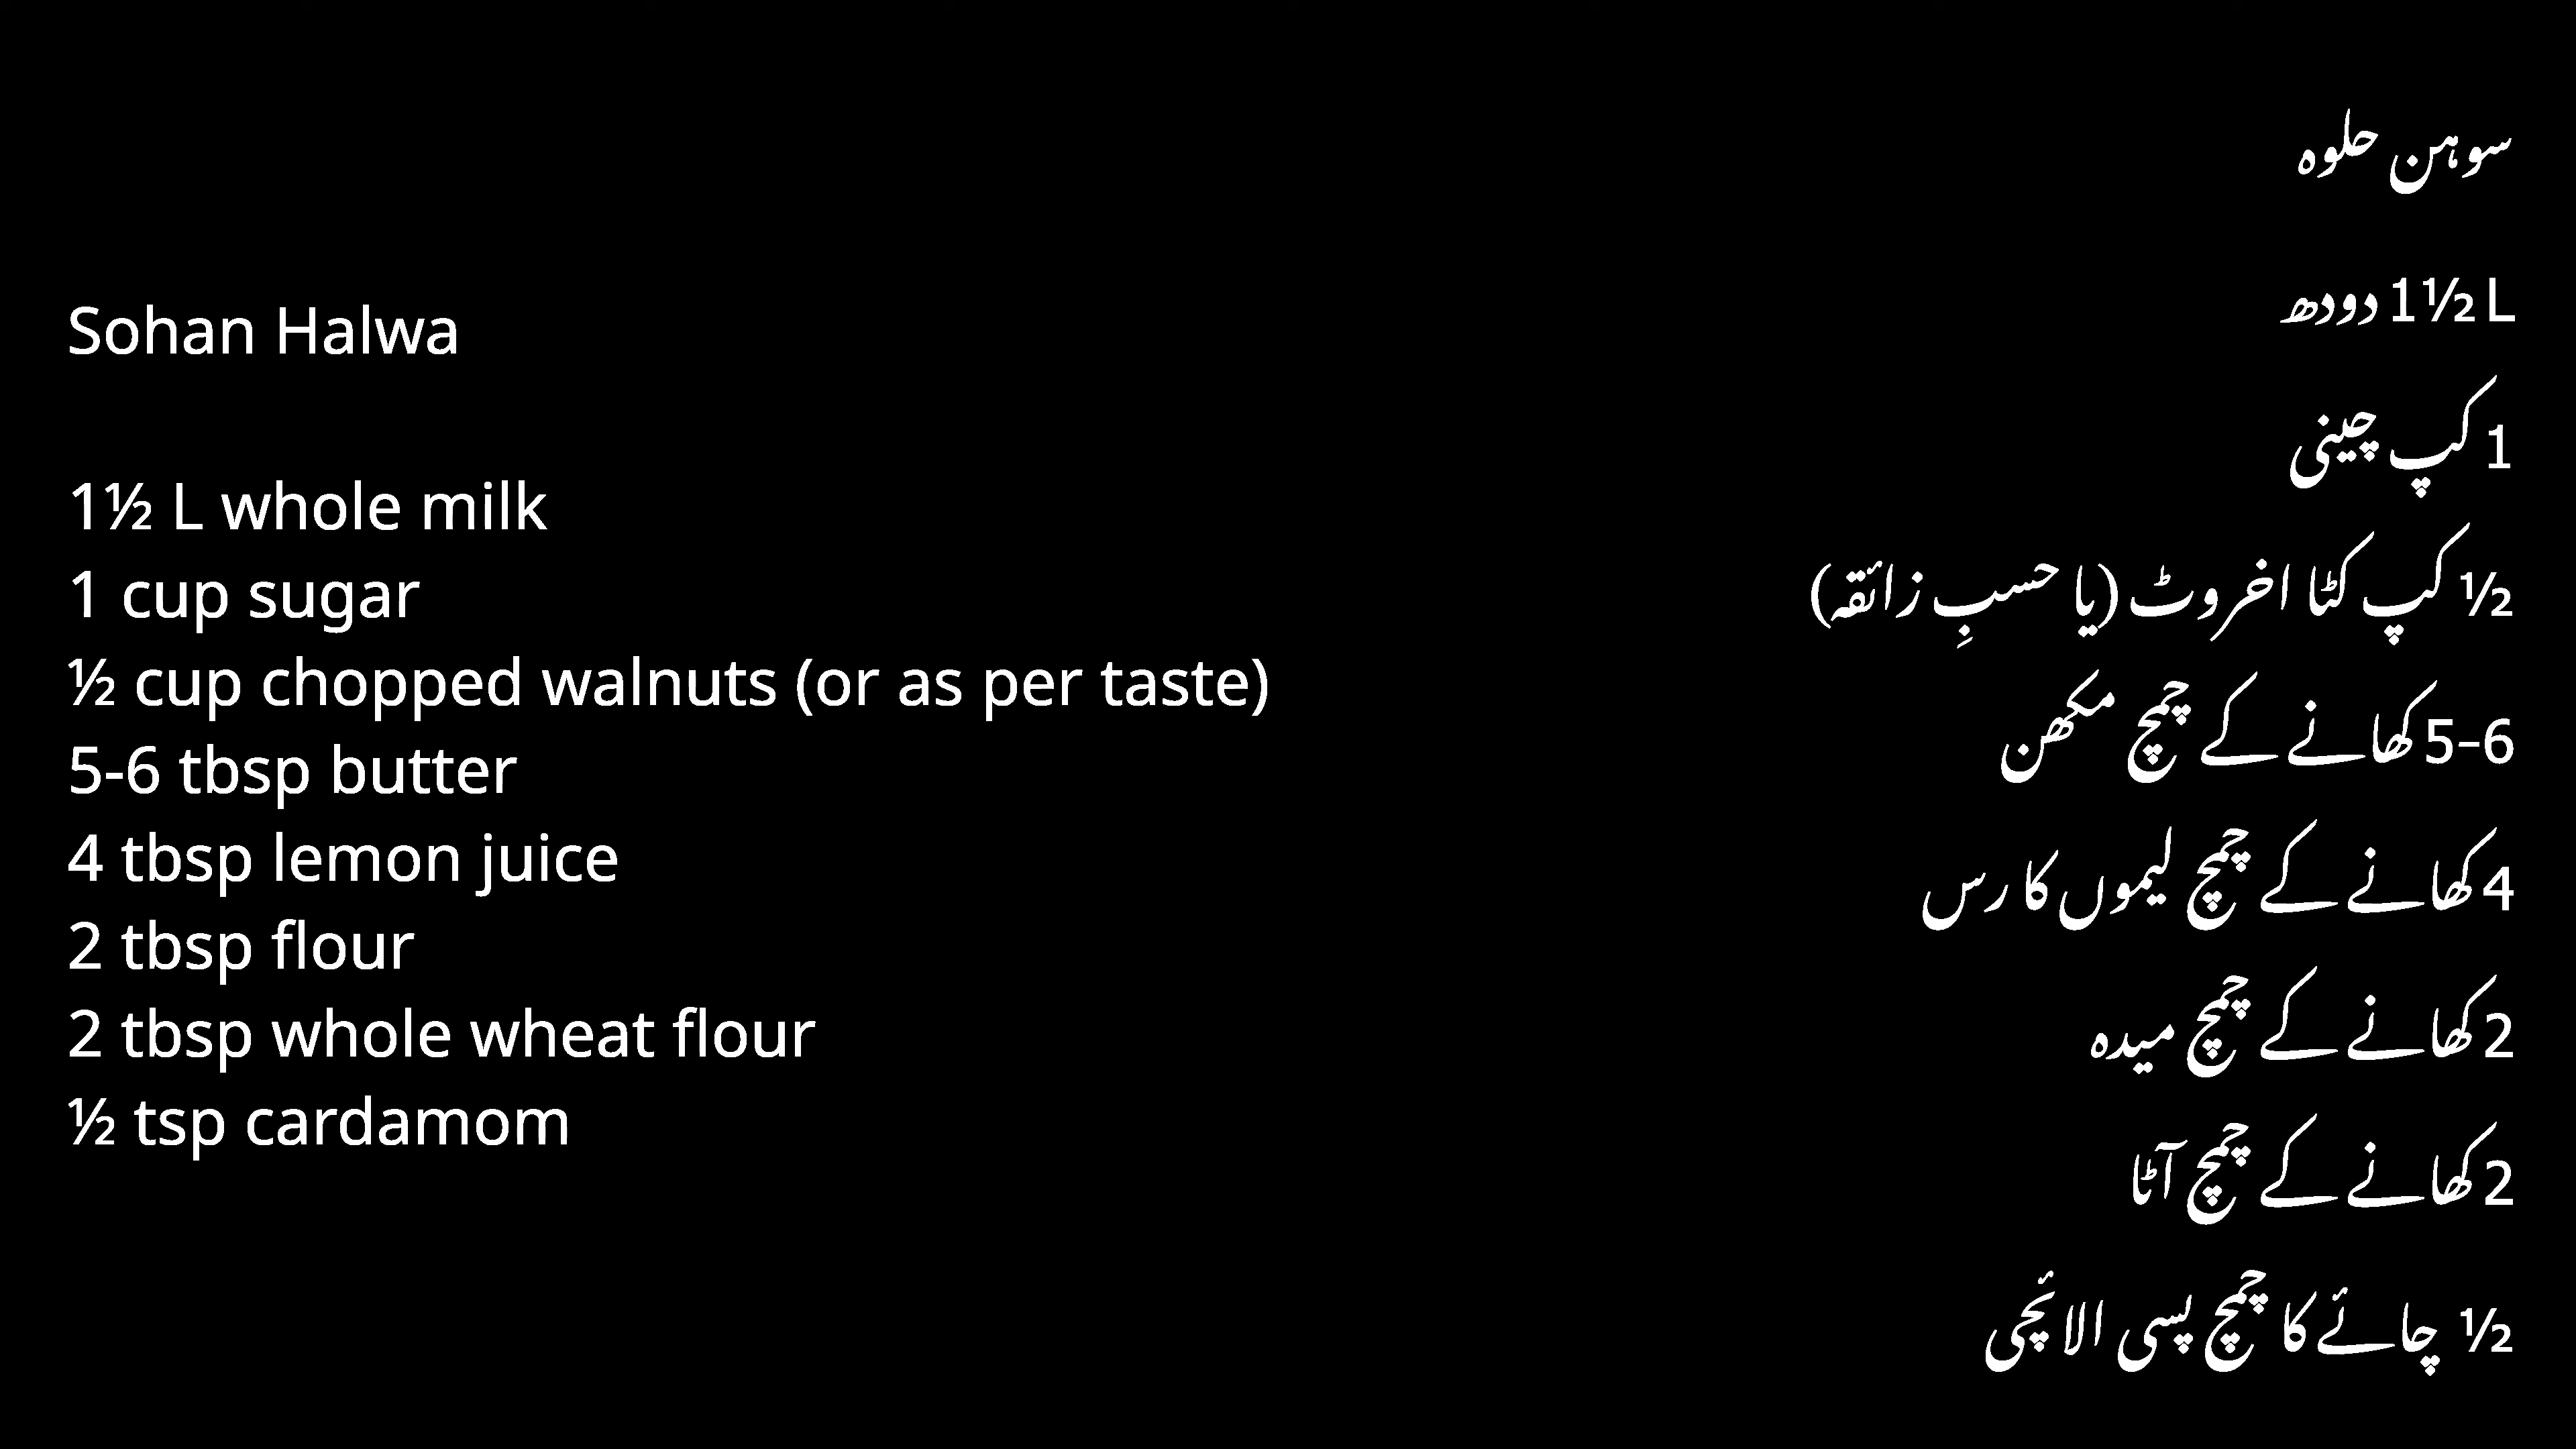 Sohan Halwa
1½ L whole milk
1 cup sugar
½ cup chopped walnuts (or as per taste)
5-6 tbsp butter
4 tbsp lemon juice
2 tbsp flour
2 tbsp whole wheat flour
½ tsp cardamom
سوہن حلوہ
1½ L دودھ
1 کپ چینی
½ کپ کٹا اخروٹ (یا حسبِ زائقہ)
5-6 کھانے کے چمچ مکھن
4 کھانے کے چمچ لیموں کا رس
2 کھانے کے چمچ میدہ
2 کھانے کے چمچ آٹا
½ چائے کا چمچ پسی الائچی